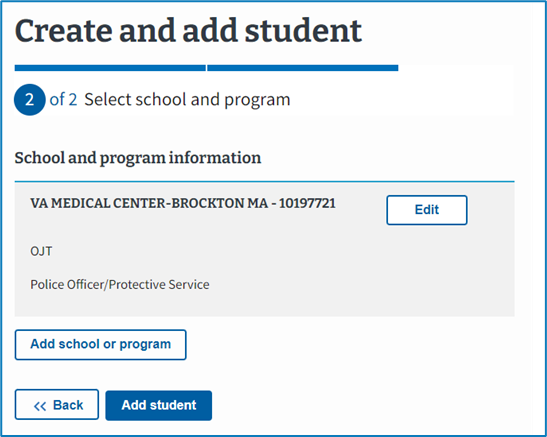 Create and add student
2 of 2 Select school and program
School and program information
VA MEDICAL CENTER-BROCKTON MA - 10197721
Edit
OJT
Police Officer/Protective Service
Add school or program
Back
Add student